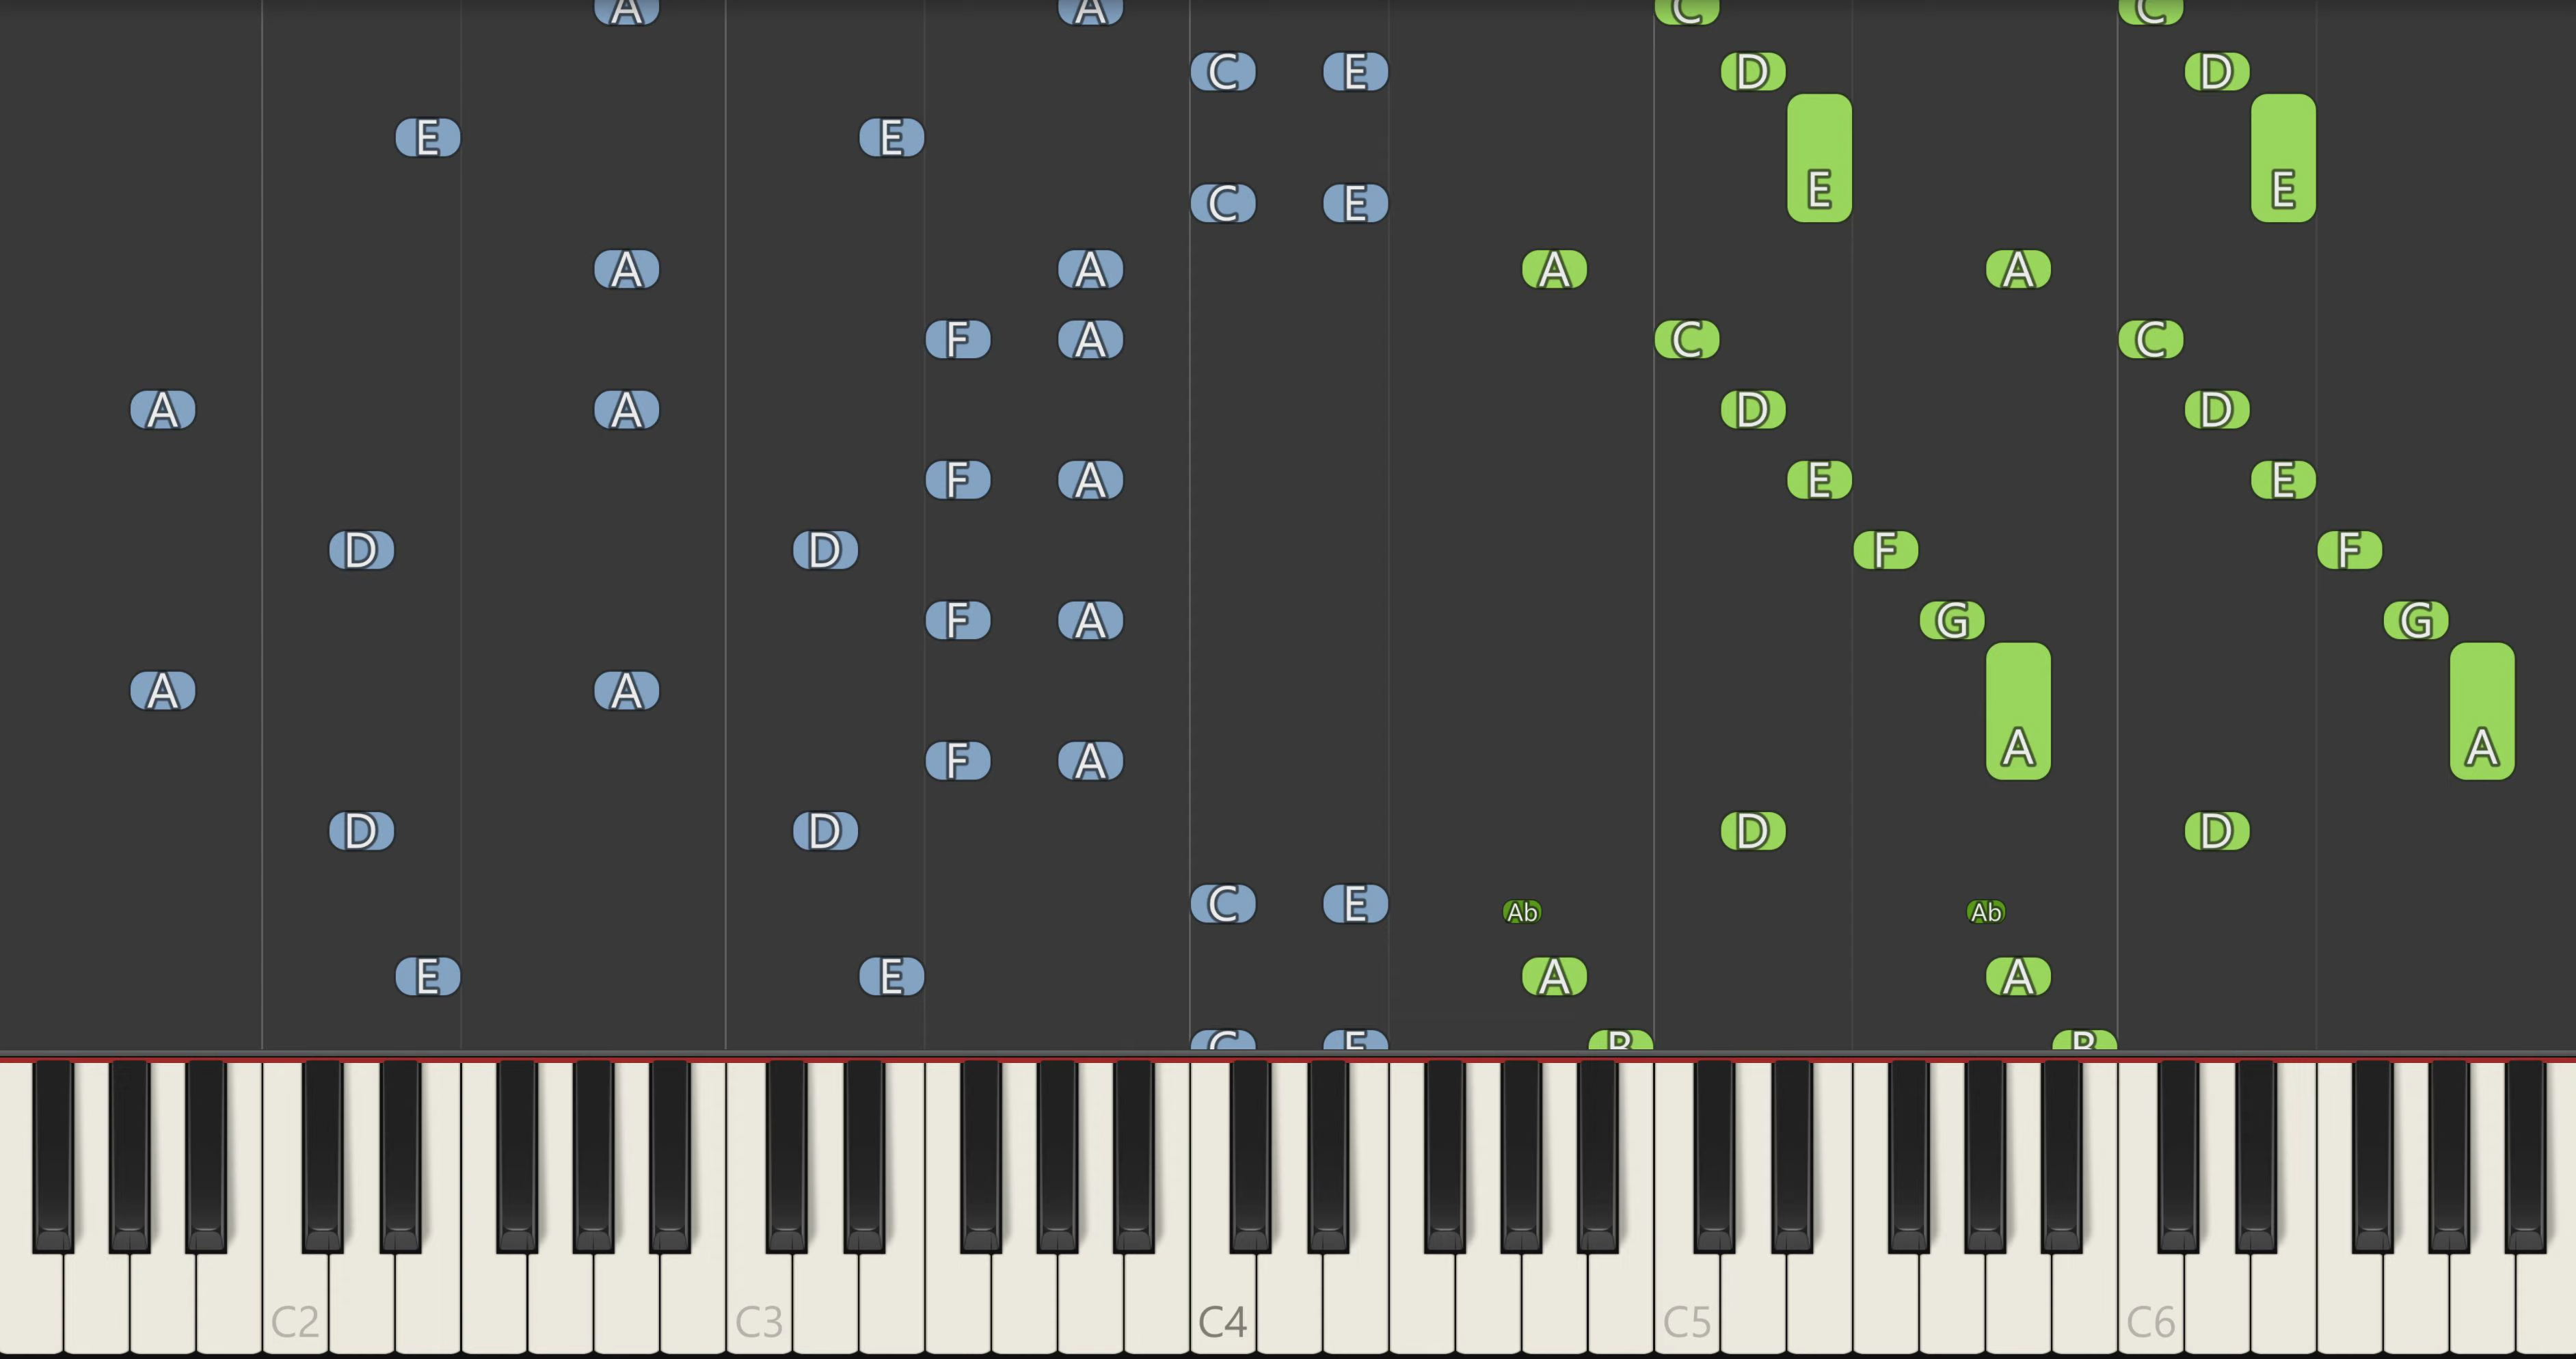 A A C C
C E D D
E E
C E E E
A A A A
F A C C
A A D D
F A E E
D D F F
F A G G
A A A A
F A
D D D D
C E Ab Ab
E E A A
C E B B
C2 C3 C4 C5 C6